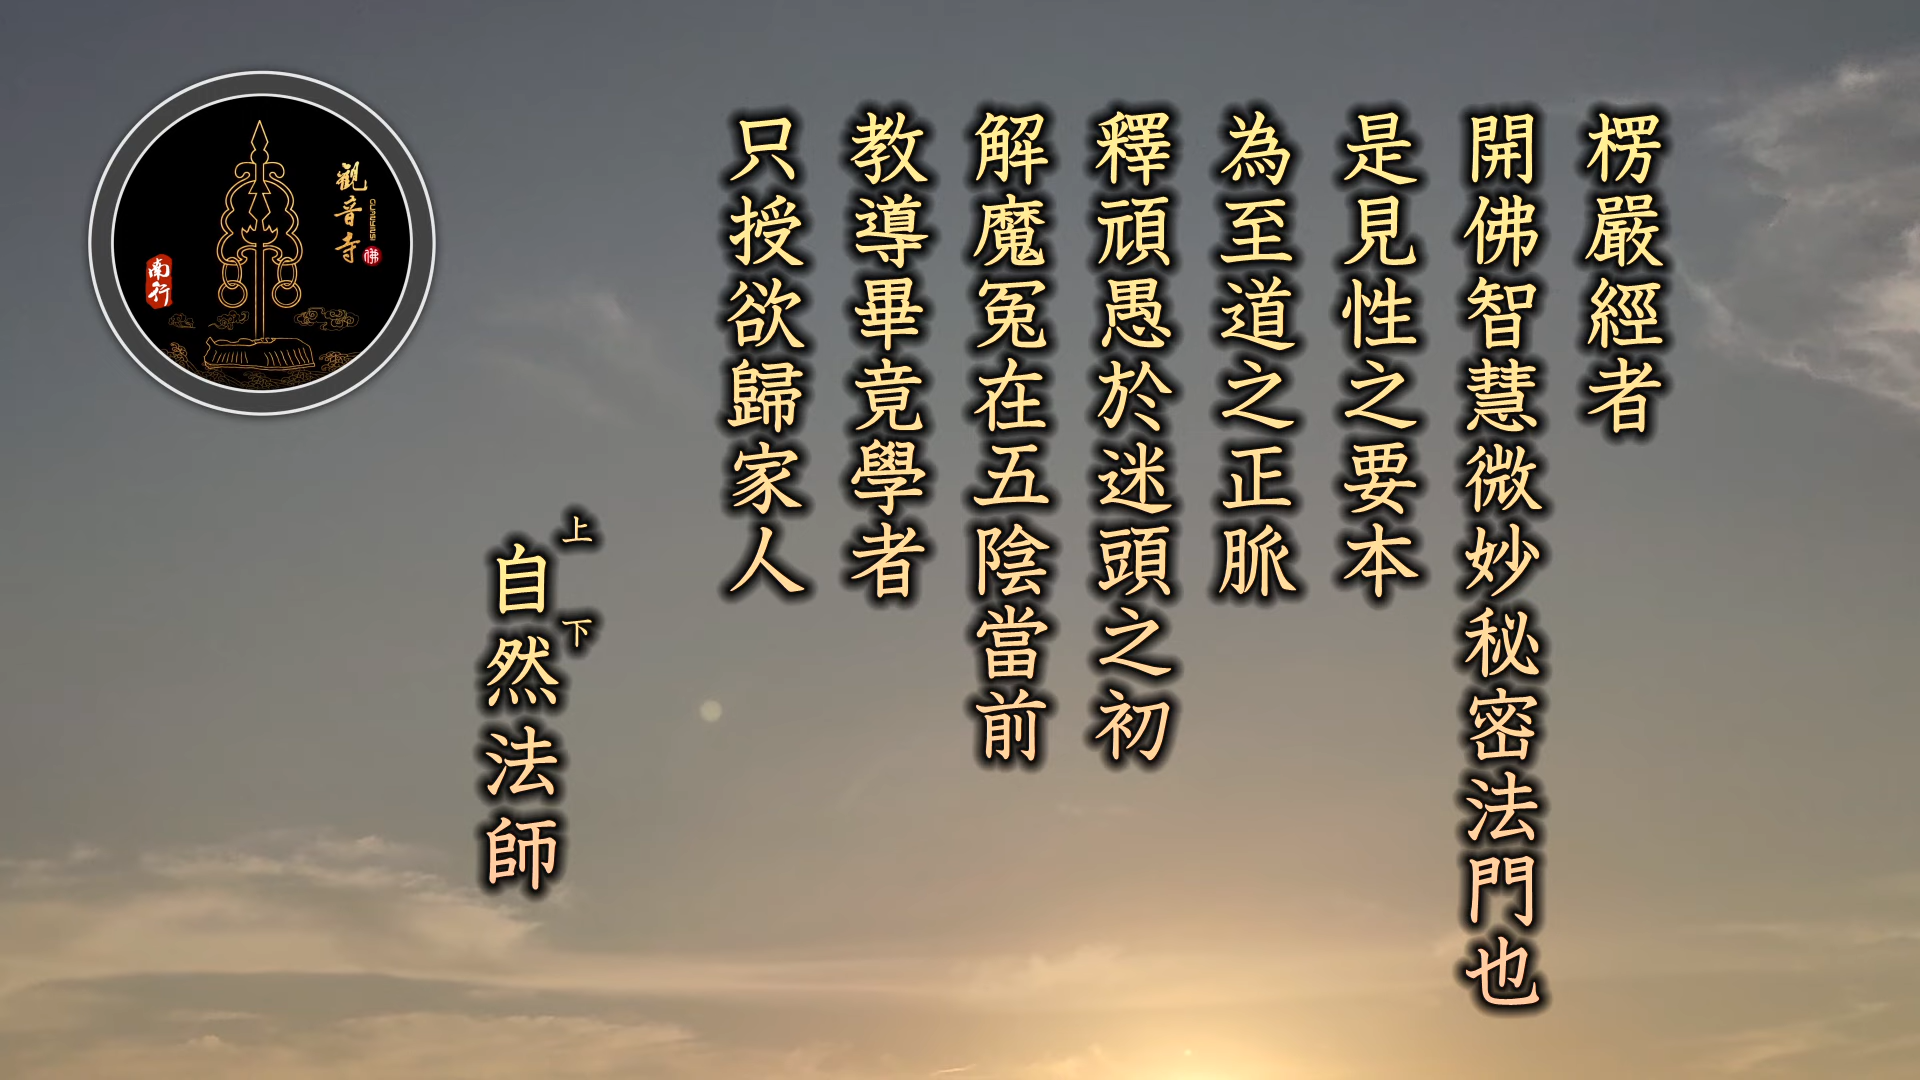 楞嚴經者
開佛智慧微妙秘密法門也
是見性之要本
為至道之正脈
釋頑愚於迷頭之初
解魔冤在五陰當前
教導畢竟學者
只授欲歸家人
上自下然法師
觀音寺
GUANYINSI
佛
南行